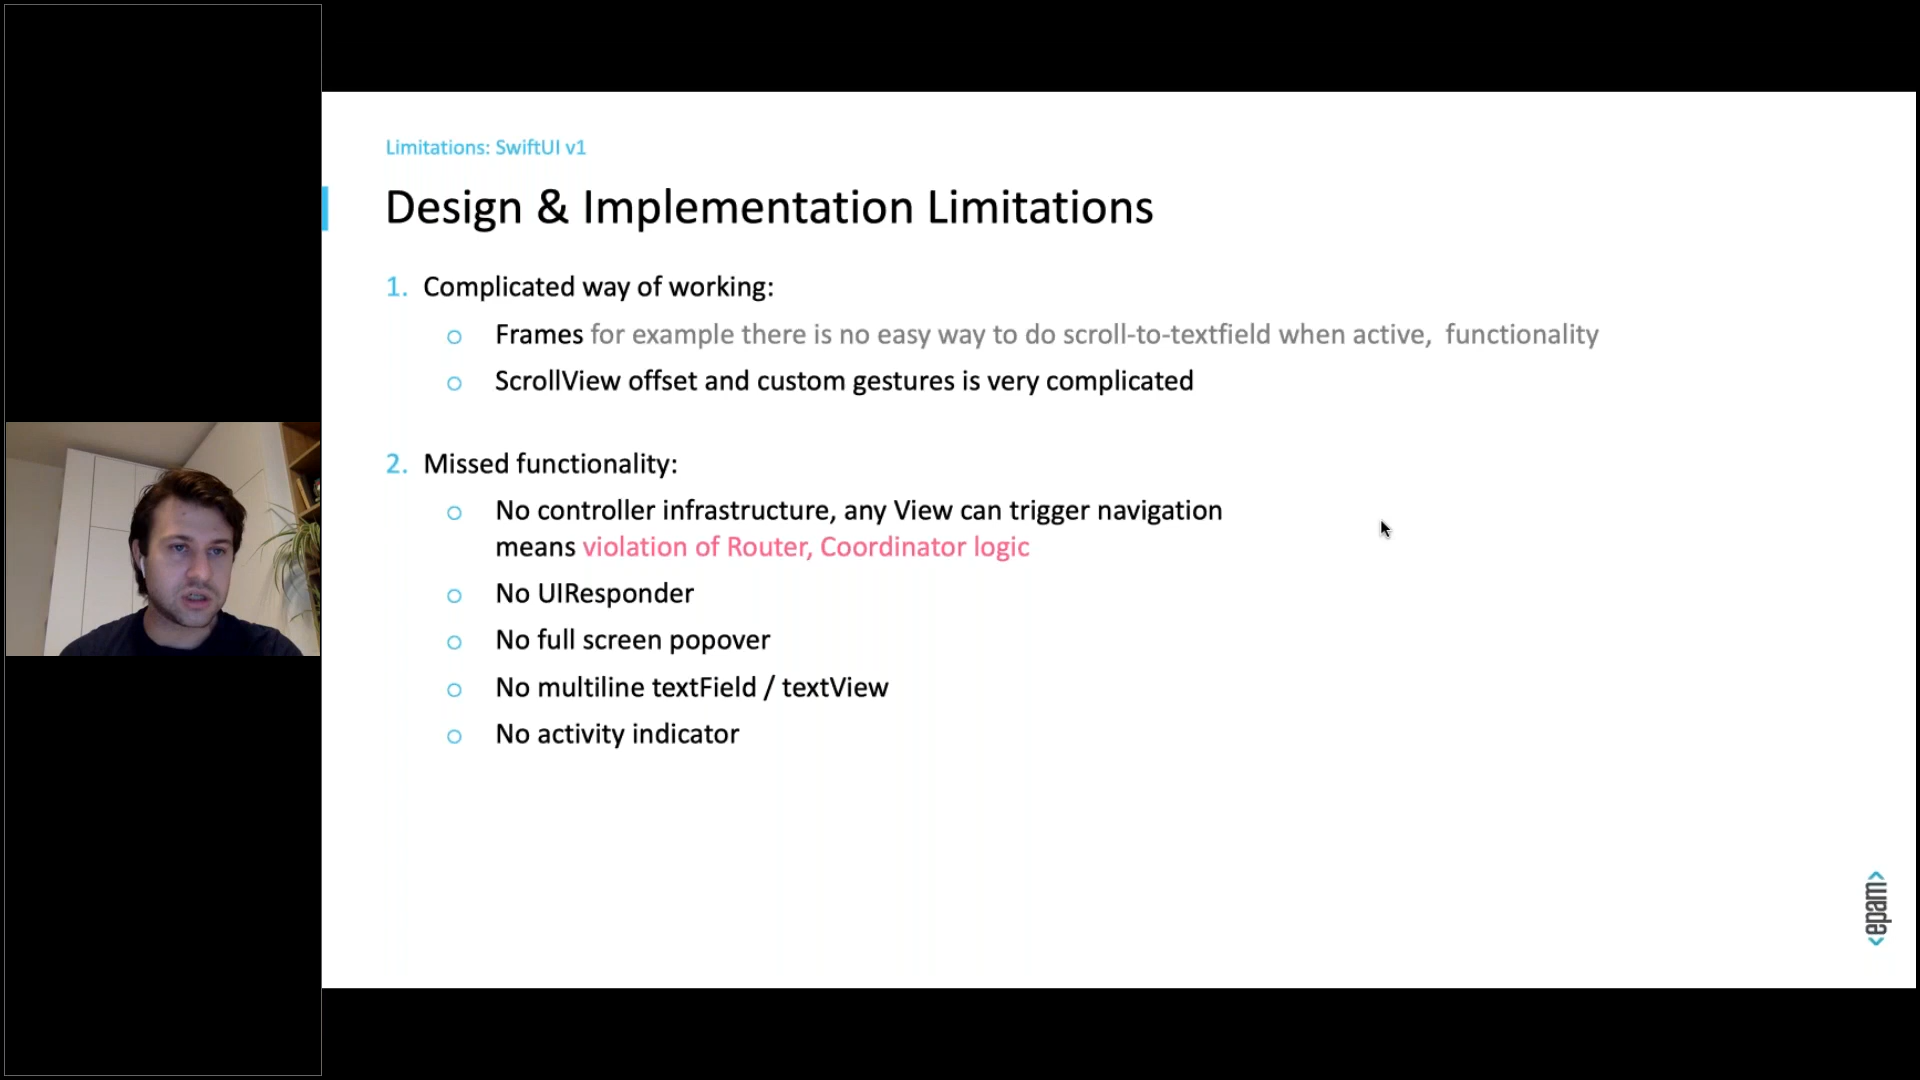 Limitations: SwiftUI v1
Design & Implementation Limitations
1. Complicated way of working:
o Frames for example there is no easy way to do scroll-to-textfield when active, functionality
o ScrollView offset and custom gestures is very complicated
2. Missed functionality:
o No controller infrastructure, any View can trigger navigation
means violation of Router, Coordinator logic
o No UIResponder
o No full screen popover
o No multiline textField / textView
o No activity indicator
<epam>